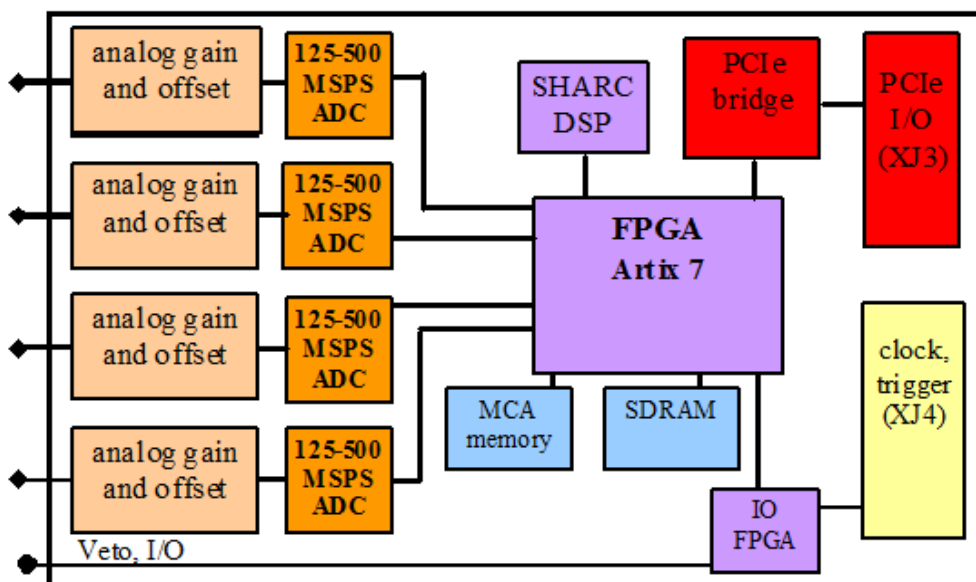 analog gain
and offset
125-500
MSPS
ADC
analog gain
and offset
125-500
MSPS
ADC
analog gain
and offset
125-500
MSPS
ADC
analog gain
and offset
125-500
MSPS
ADC
Veto, I/O
SHARC
DSP
PCIe
bridge
PCIe
I/O
(XJ3)
FPGA
Artix 7
MCA
memory
SDRAM
clock,
trigger
(XJ4)
IO
FPGA